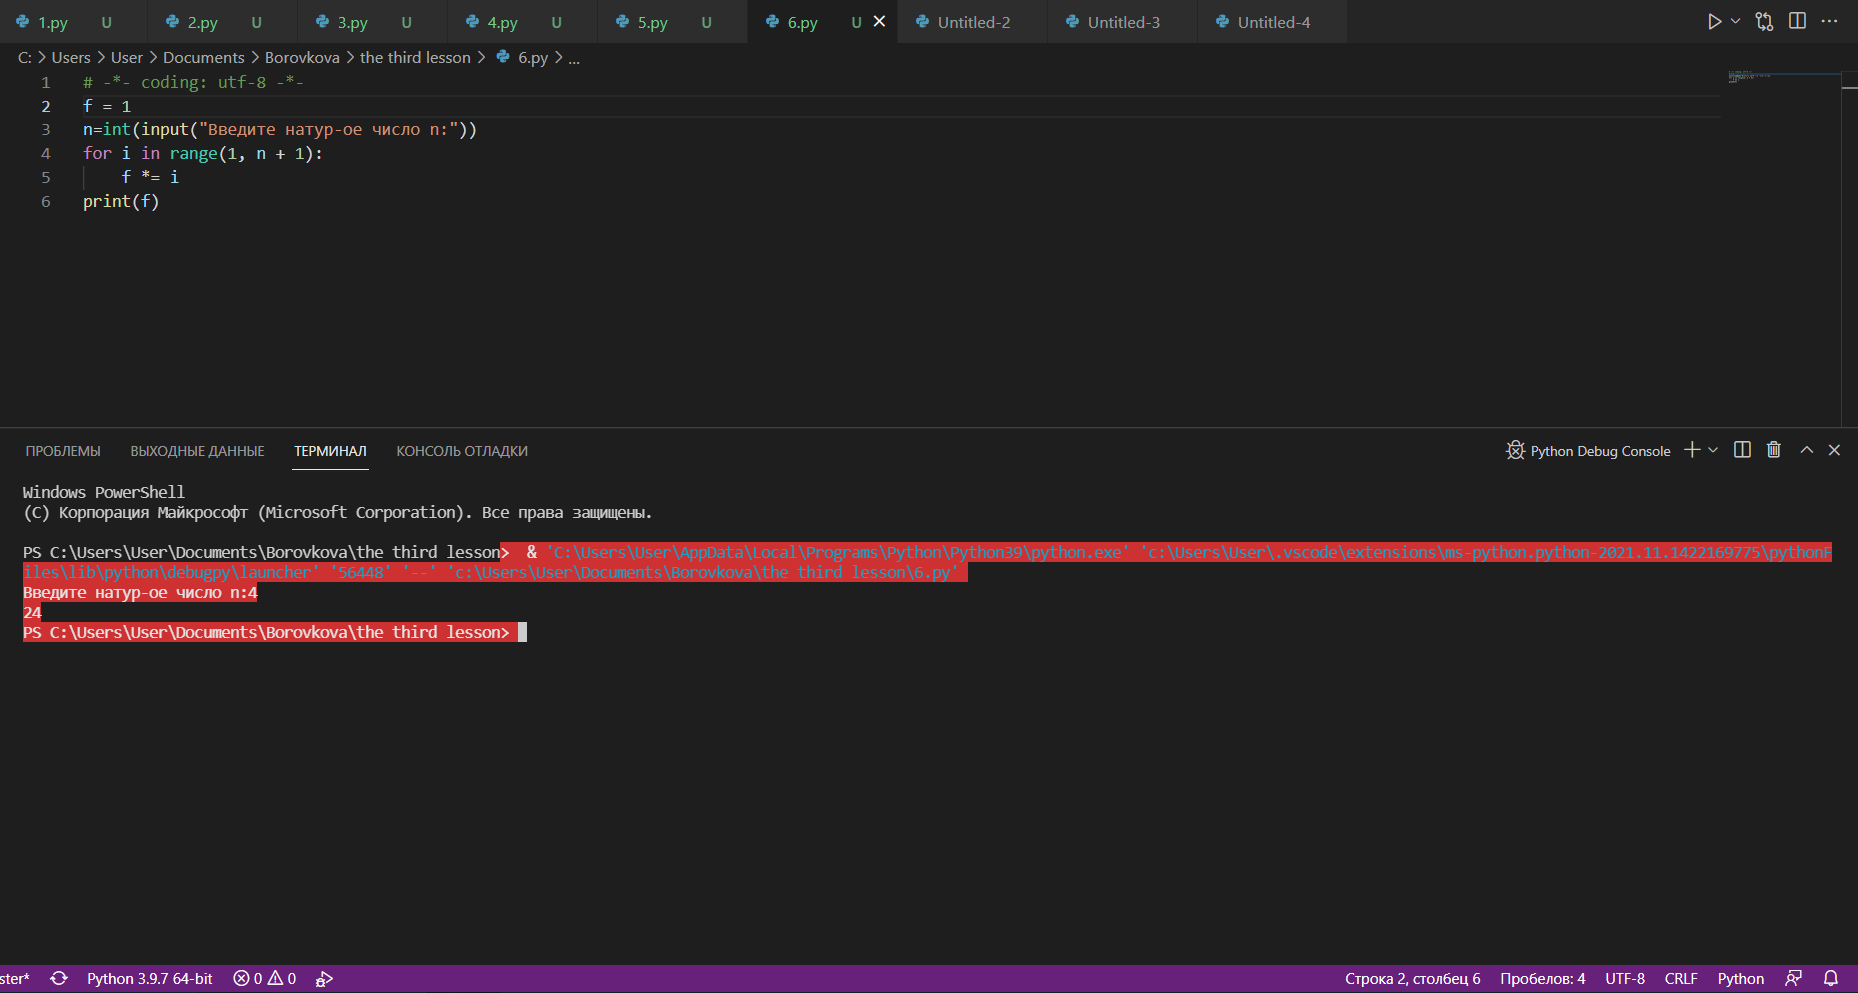 1.py U 2.py U 3.py U 4.py U 5.py U 6.py U Untitled-2 Untitled-3 Untitled-4
C: > Users > User > Documents > Borovkova > the third lesson > 6.py > ...
1 # -*- coding: utf-8 -*-
2 f = 1
3 n=int(input("Введите натур-ое число n:"))
4 for i in range(1, n + 1):
5     f *= i
6 print(f)
ПРОБЛЕМЫ ВЫХОДНЫЕ ДАННЫЕ ТЕРМИНАЛ КОНСОЛЬ ОТЛАДКИ Python Debug Console
Windows PowerShell
(C) Корпорация Майкрософт (Microsoft Corporation). Все права защищены.
PS C:\Users\User\Documents\Borovkova\the third lesson>  & 'C:\Users\User\AppData\Local\Programs\Python\Python39\python.exe' 'c:\Users\User\.vscode\extensions\ms-python.python-2021.11.1422169775\pythonF
iles\lib\python\debugpy\launcher' '56448' '--' 'c:\Users\User\Documents\Borovkova\the third lesson\6.py'
Введите натур-ое число n:4
24
PS C:\Users\User\Documents\Borovkova\the third lesson>
ster* Python 3.9.7 64-bit 0 0 Строка 2, столбец 6 Пробелов: 4 UTF-8 CRLF Python